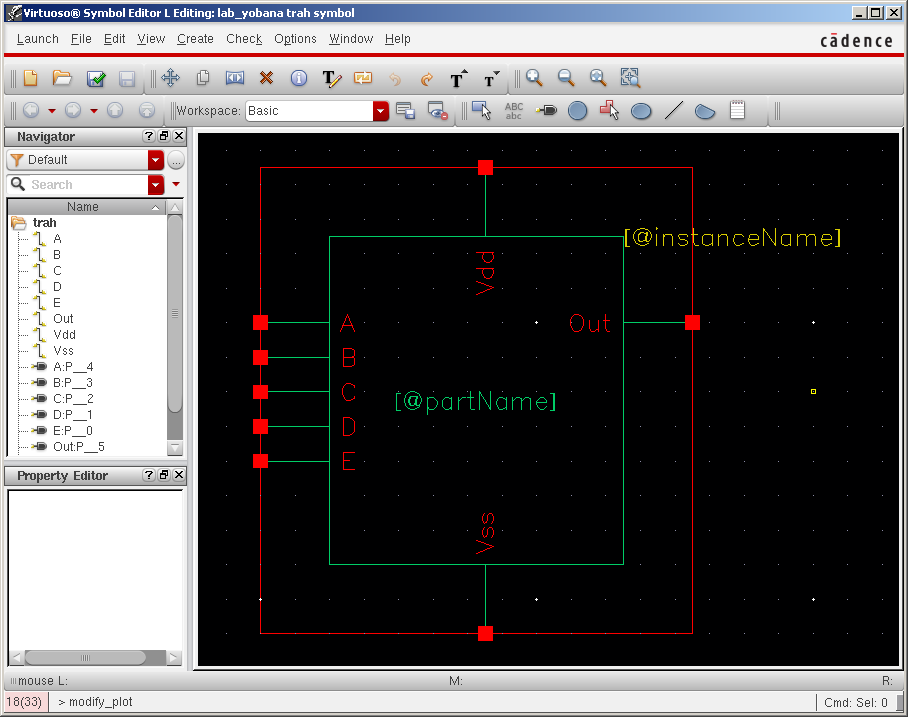 Virtuoso® Symbol Editor L Editing: lab_yobana trah symbol
Launch File Edit View Create Check Options Window Help
cādence
Workspace: Basic
ABC
abc
Navigator
Default
Search
Name
trah
A
B
C
D
E
Out
Vdd
Vss
A:P__4
B:P__3
C:P__2
D:P__1
E:P__0
Out:P__5
Property Editor
[@instanceName]
Vdd
A
Out
B
C
[@partName]
D
E
Vss
mouse L: M: R:
18(33) > modify_plot Cmd: Sel: 0